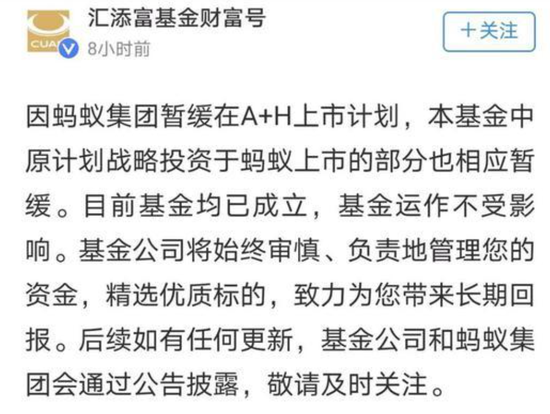 汇添富基金财富号
8小时前
+关注
CUAM
因蚂蚁集团暂缓在A+H上市计划，本基金中
原计划战略投资于蚂蚁上市的部分也相应暂
缓。目前基金均已成立，基金运作不受影
响。基金公司将始终审慎、负责地管理您的
资金，精选优质标的，致力为您带来长期回
报。后续如有任何更新，基金公司和蚂蚁集
团会通过公告披露，敬请及时关注。